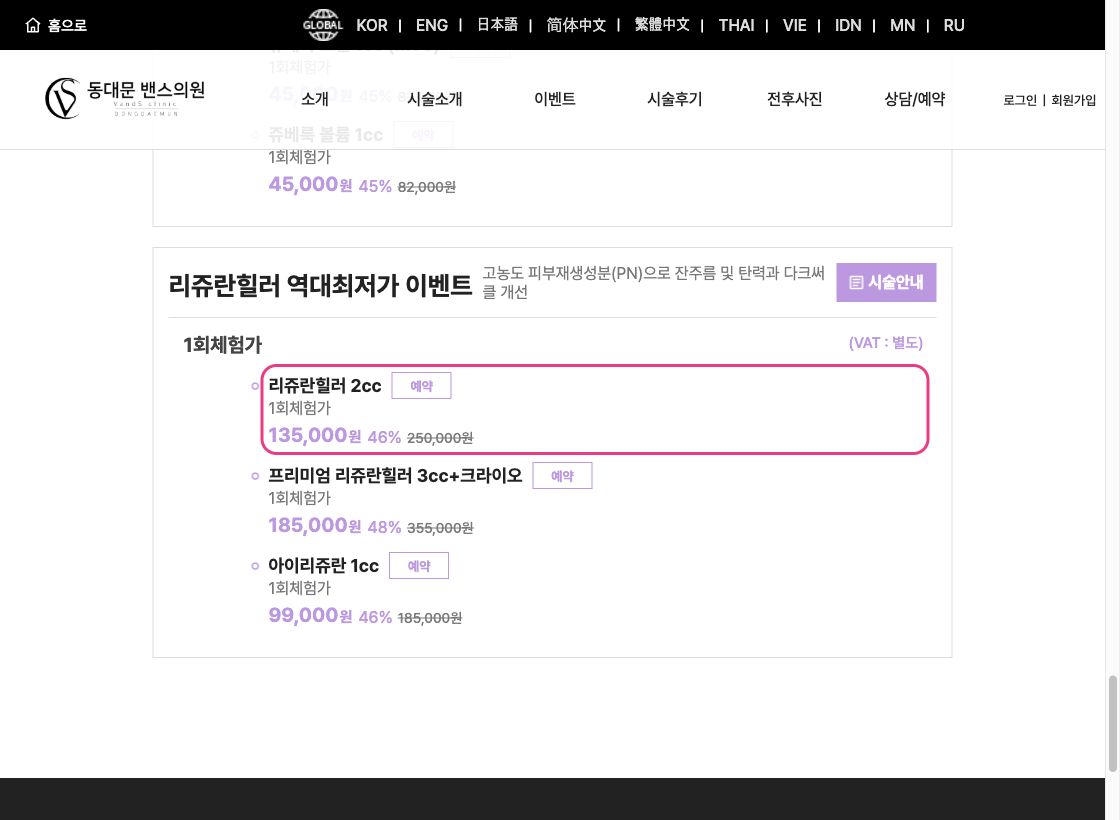 홈으로
GLOBAL KOR | ENG | 日本語 | 简体中文 | 繁體中文 | THAI | VIE | IDN | MN | RU
1회체험가
45,000원 45%
동대문 밴스의원
VandS clinic
DONGDAEMUN
소개 시술소개 이벤트 시술후기 전후사진 상담/예약
로그인 | 회원가입
쥬베룩 볼륨 1cc 예약
1회체험가
45,000원 45% 82,000원
리쥬란힐러 역대최저가 이벤트
고농도 피부재생성분(PN)으로 잔주름 및 탄력과 다크써
클 개선
시술안내
1회체험가
(VAT : 별도)
리쥬란힐러 2cc 예약
1회체험가
135,000원 46% 250,000원
프리미엄 리쥬란힐러 3cc+크라이오 예약
1회체험가
185,000원 48% 355,000원
아이리쥬란 1cc 예약
1회체험가
99,000원 46% 185,000원